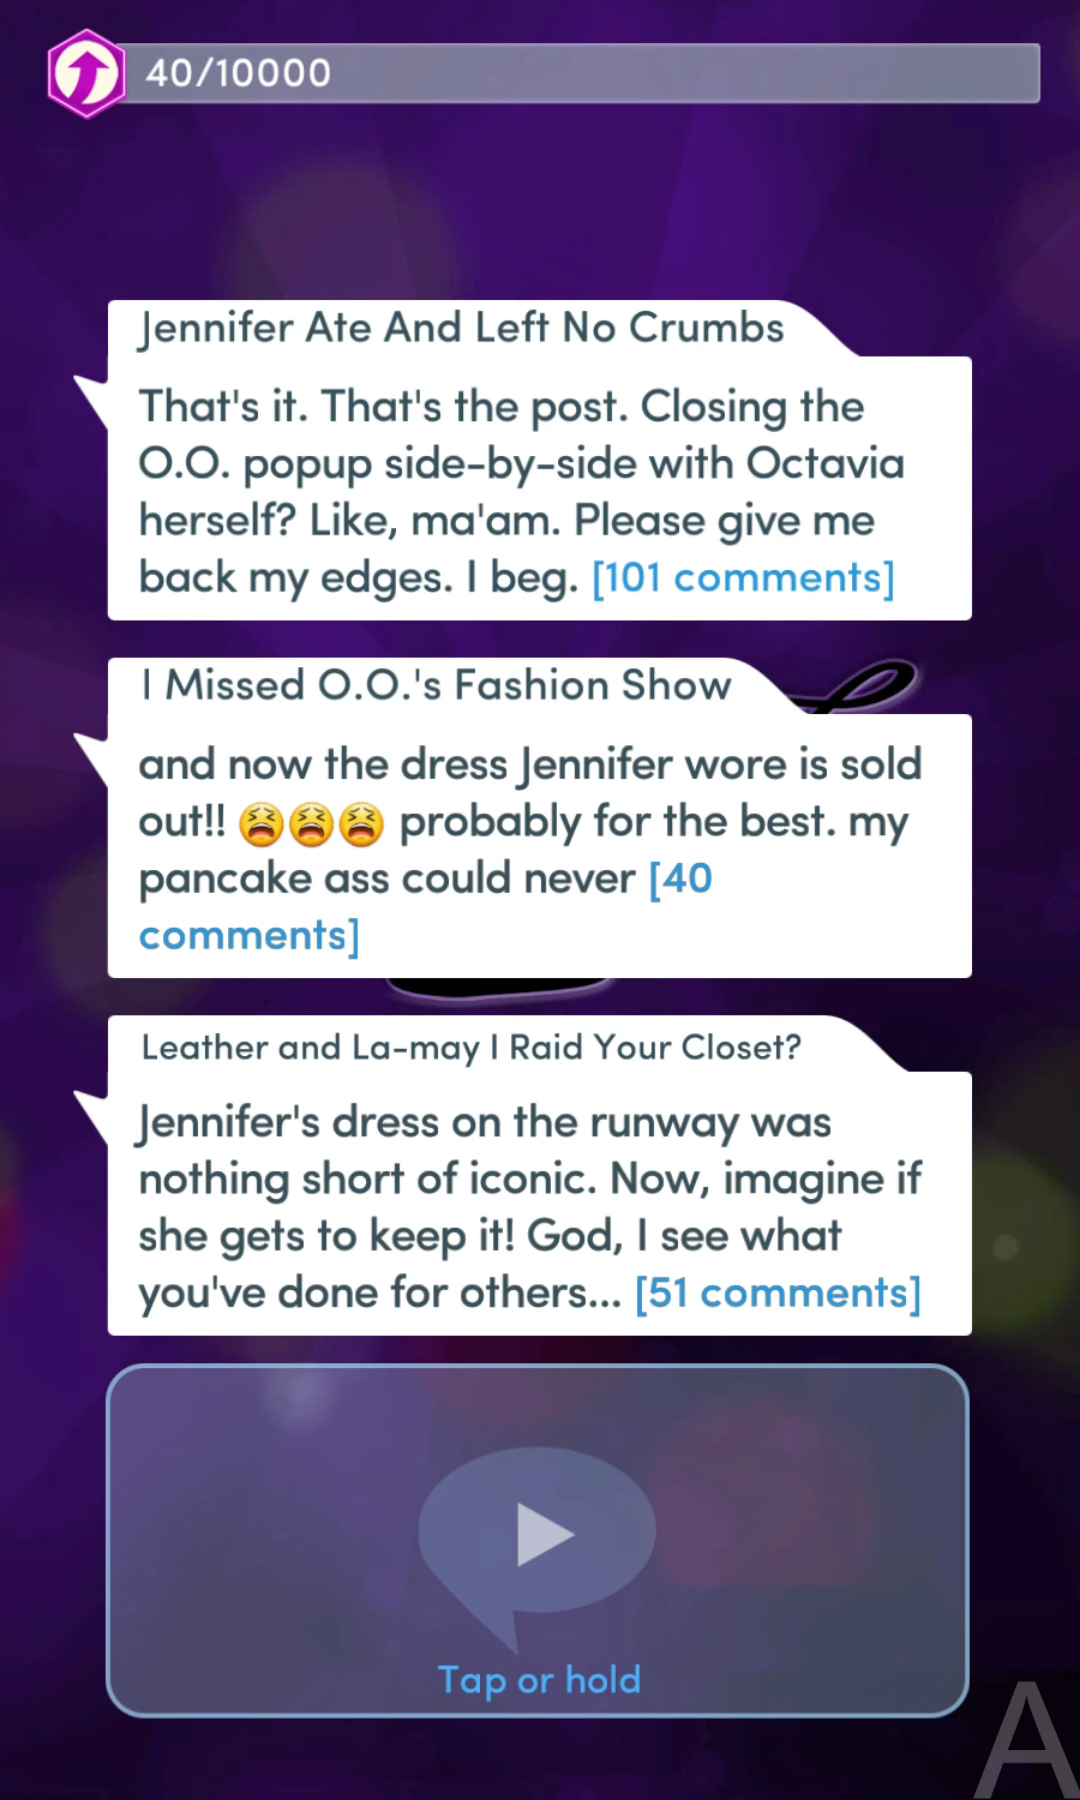 40/10000
Jennifer Ate And Left No Crumbs
That's it. That's the post. Closing the
O.O. popup side-by-side with Octavia
herself? Like, ma'am. Please give me
back my edges. I beg. [101 comments]
I Missed O.O.'s Fashion Show
and now the dress Jennifer wore is sold
out!! 😫😫😫 probably for the best. my
pancake ass could never [40
comments]
Leather and La-may I Raid Your Closet?
Jennifer's dress on the runway was
nothing short of iconic. Now, imagine if
she gets to keep it! God, I see what
you've done for others... [51 comments]
Tap or hold
A